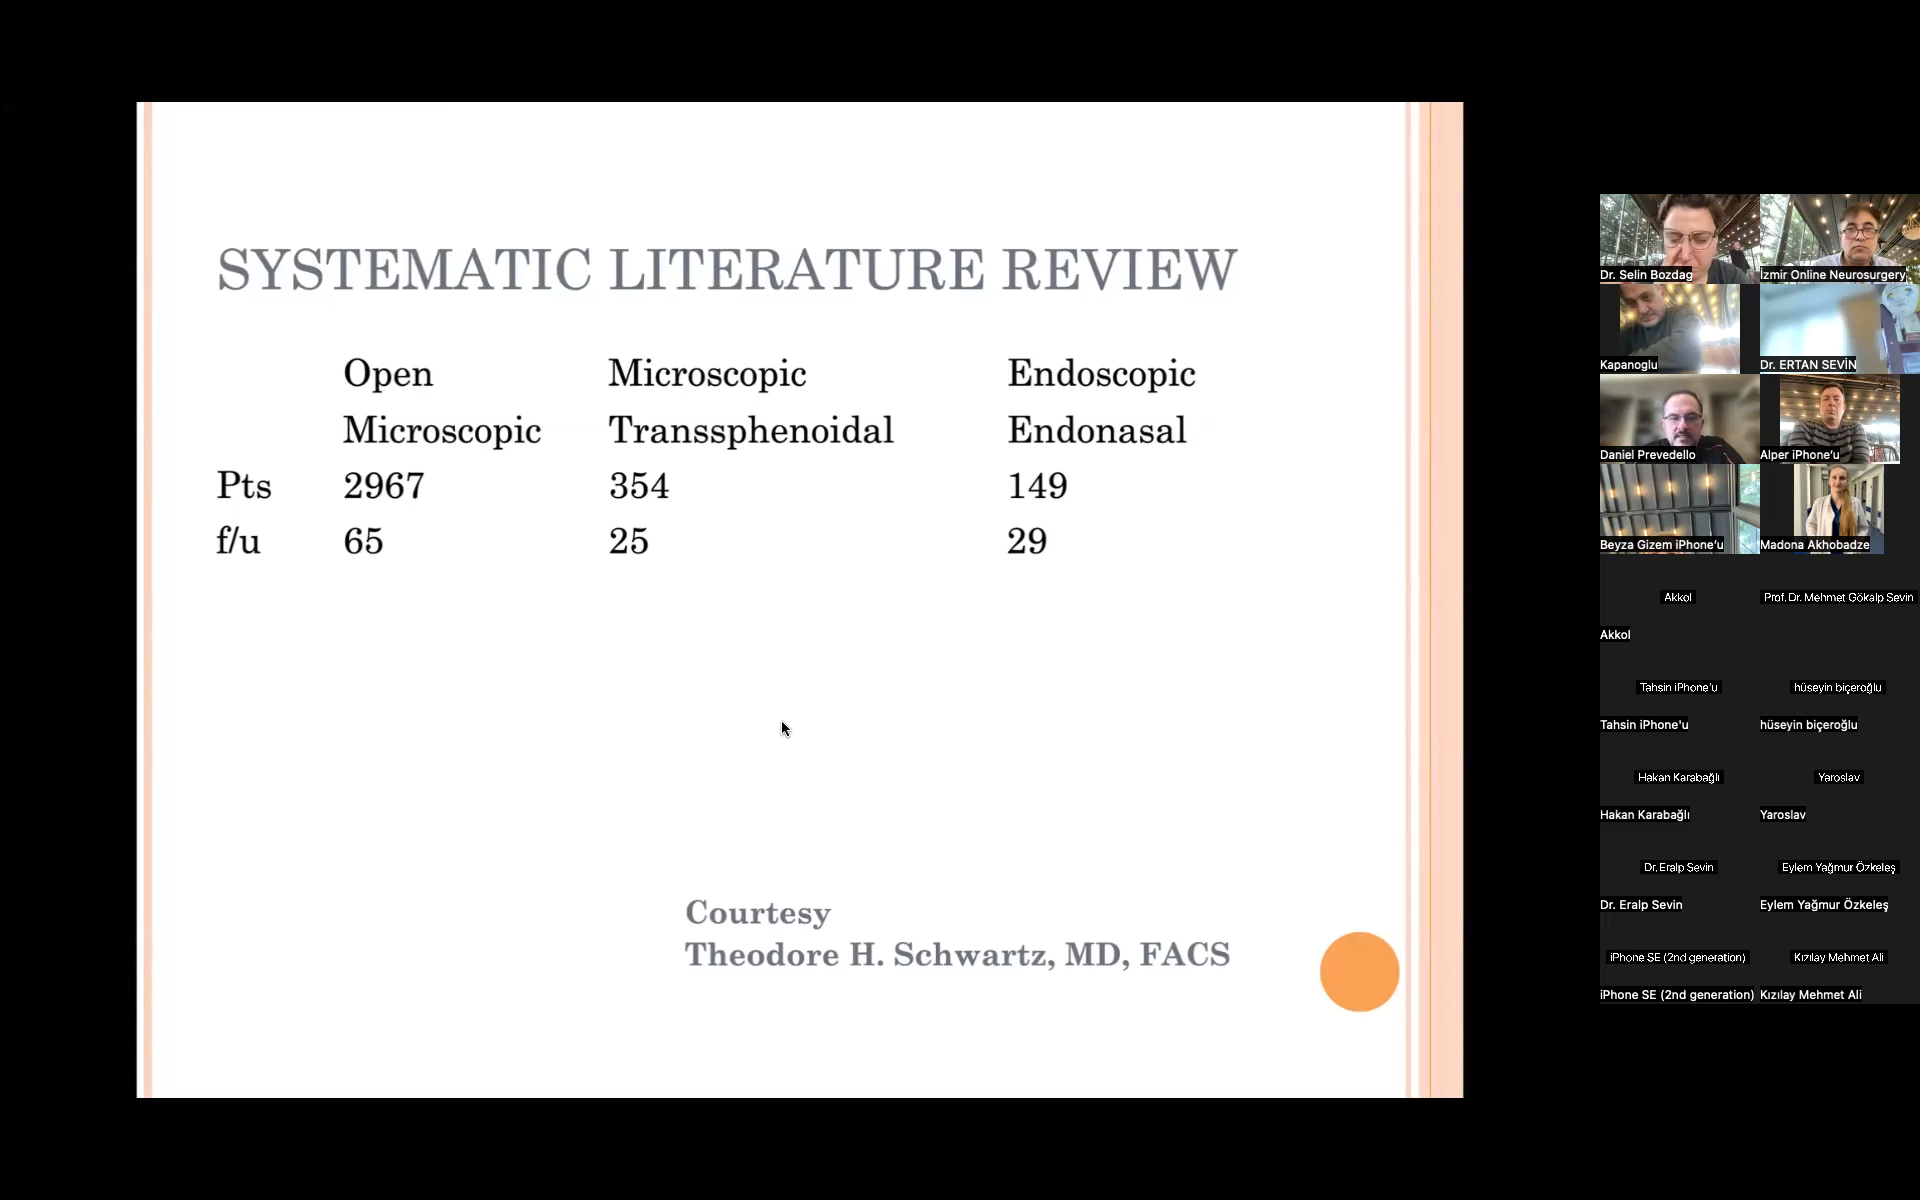 SYSTEMATIC LITERATURE REVIEW
Open Microscopic Endoscopic
Microscopic Transsphenoidal Endonasal
Pts 2967 354 149
f/u 65 25 29
Courtesy
Theodore H. Schwartz, MD, FACS
Dr. Selin Bozdag
İzmir Online Neurosurgery
Kapanoglu
Dr. ERTAN SEVİN
Daniel Prevedello
Alper iPhone'u
Beyza Gizem iPhone'u
Madona Akhobadze
Akkol
Prof. Dr. Mehmet Gökalp Sevin
Akkol
Tahsin iPhone'u
hüseyin biçeroğlu
Tahsin iPhone'u
hüseyin biçeroğlu
Hakan Karabağlı
Yaroslav
Hakan Karabağlı
Yaroslav
Dr. Eralp Sevin
Eylem Yağmur Özkeleş
Dr. Eralp Sevin
Eylem Yağmur Özkeleş
iPhone SE (2nd generation)
Kızılay Mehmet Ali
iPhone SE (2nd generation)
Kızılay Mehmet Ali